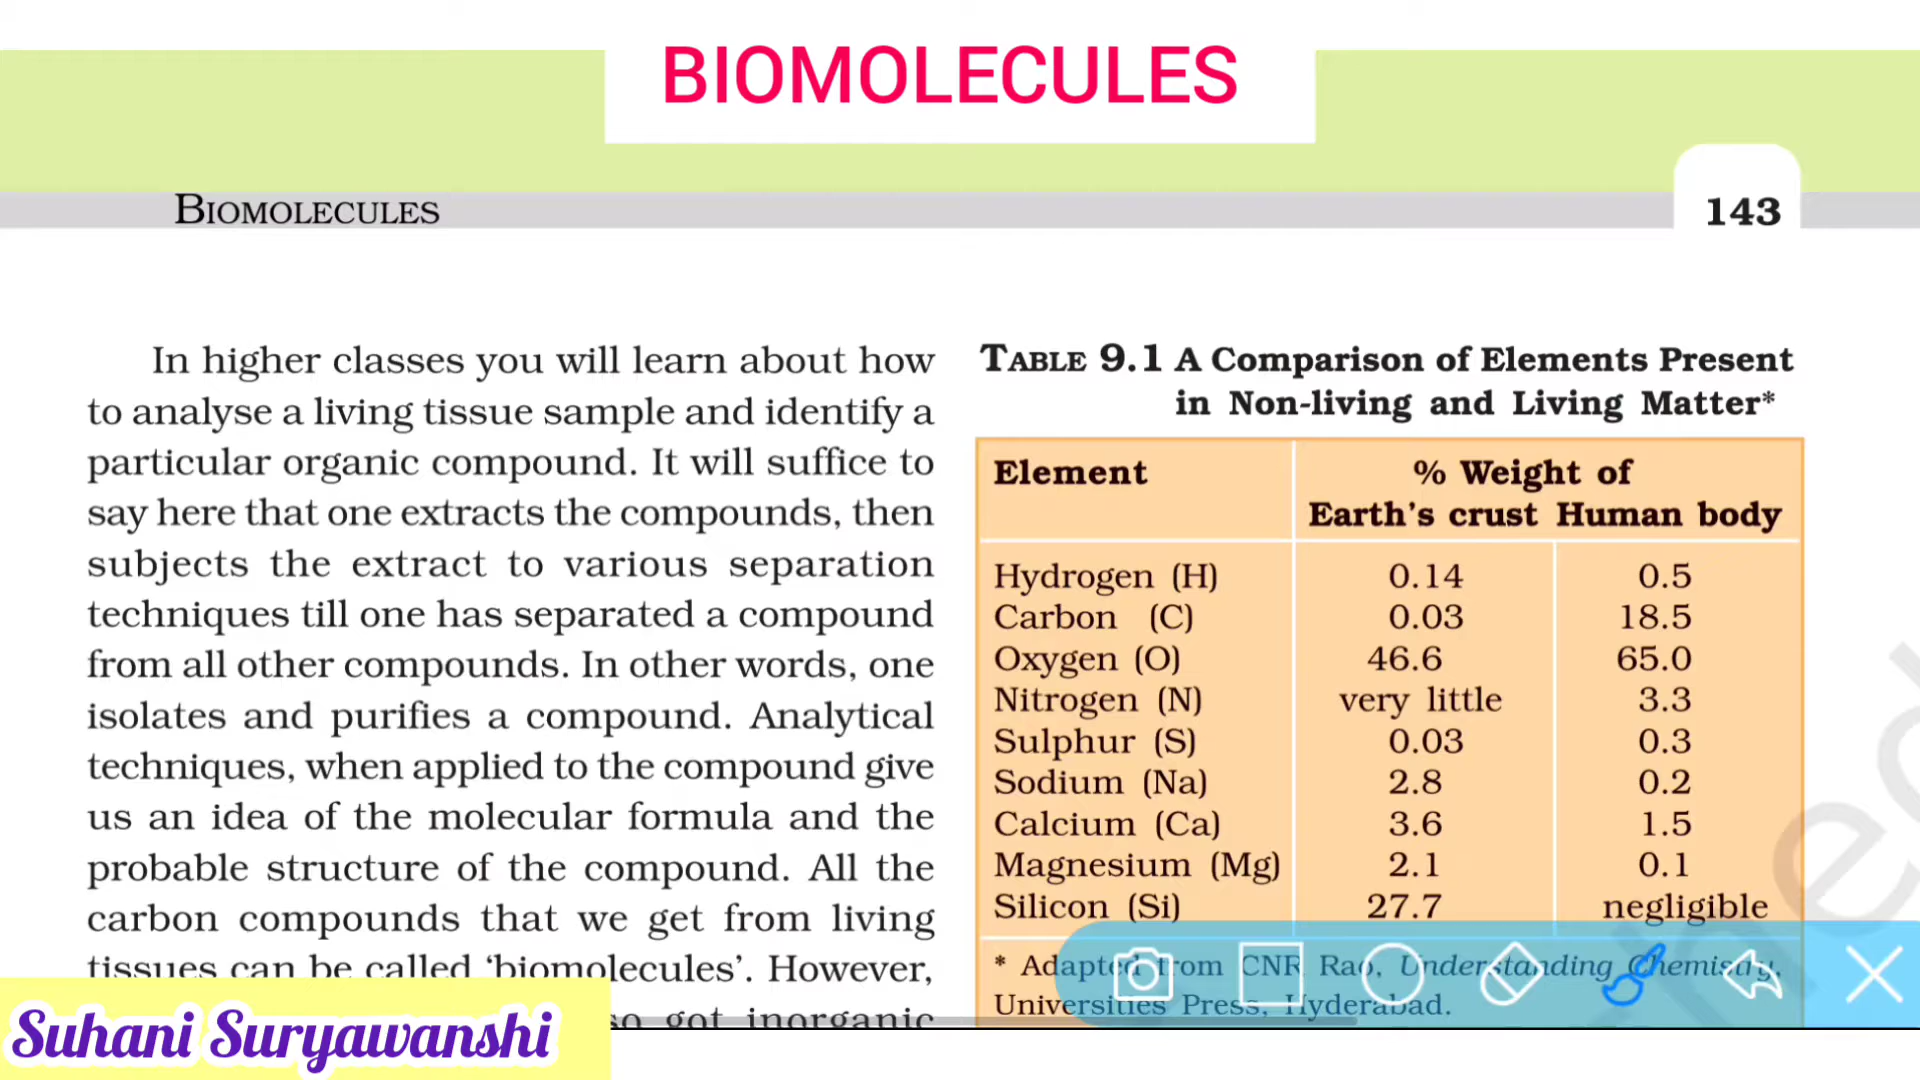 BIOMOLECULES
BIOMOLECULES
143
In higher classes you will learn about how
to analyse a living tissue sample and identify a
particular organic compound. It will suffice to
say here that one extracts the compounds, then
subjects the extract to various separation
techniques till one has separated a compound
from all other compounds. In other words, one
isolates and purifies a compound. Analytical
techniques, when applied to the compound give
us an idea of the molecular formula and the
probable structure of the compound. All the
carbon compounds that we get from living
tissues can be called ‘biomolecules’. However,
so got inorganic
TABLE 9.1 A Comparison of Elements Present
in Non-living and Living Matter*
Element % Weight of
Earth's crust Human body
Hydrogen (H) 0.14 0.5
Carbon (C) 0.03 18.5
Oxygen (O) 46.6 65.0
Nitrogen (N) very little 3.3
Sulphur (S) 0.03 0.3
Sodium (Na) 2.8 0.2
Calcium (Ca) 3.6 1.5
Magnesium (Mg) 2.1 0.1
Silicon (Si) 27.7 negligible
* Adapted from CNR Rao, Understanding Chemistry,
Universities Press, Hyderabad.
Suhani Suryawanshi